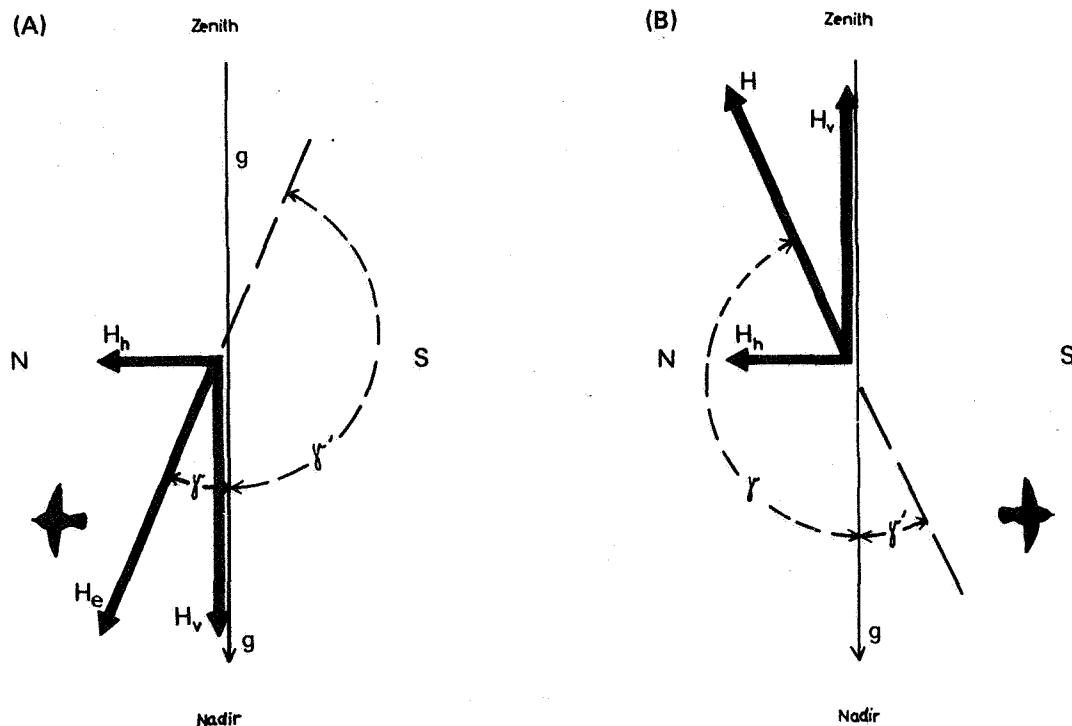 (A)
Zenith
g
H_h
N
S
γ
γ′
H_e
H_v
g
Nadir
(B)
Zenith
H
H_v
N
H_h
S
γ
γ′
g
Nadir